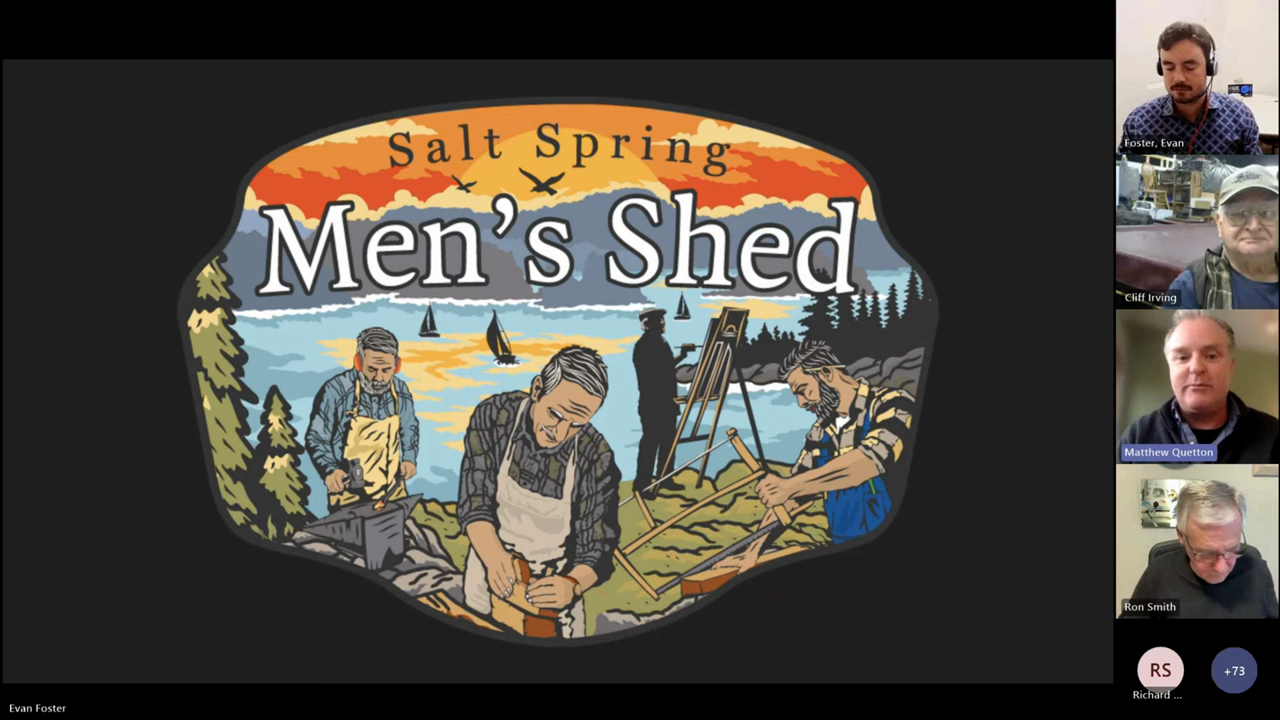 Salt Spring
Men's Shed
Foster, Evan
Cliff Irving
Matthew Quetton
Ron Smith
RS
+73
Richard ...
Evan Foster